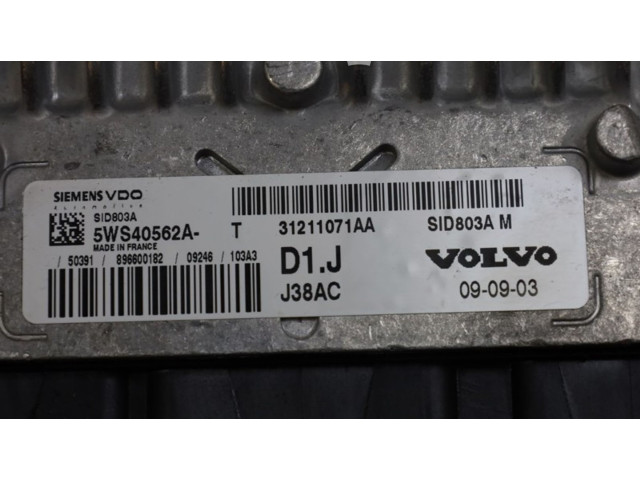 SIEMENS VDO
Automotive
SID803A
5WS40562A- T
MADE IN FRANCE
/ 50391 / 896600182 / 09246 / 103A3
31211071AA SID803A M
D1.J VOLVO
J38AC 09-09-03